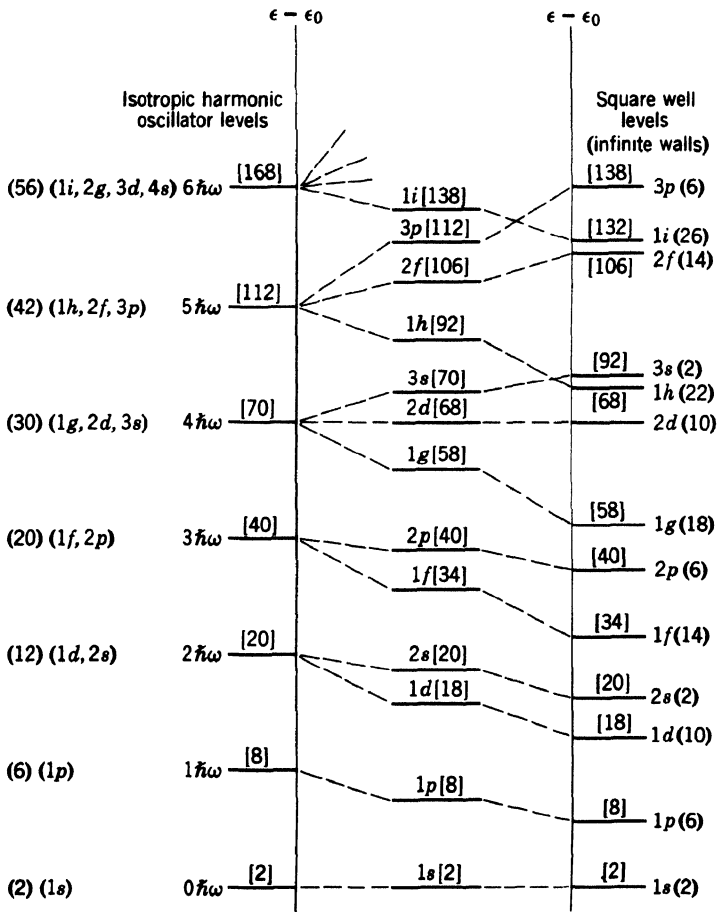 ϵ − ϵ₀ ϵ − ϵ₀
Isotropic harmonic
oscillator levels
Square well
levels
(infinite walls)
(56) (1i, 2g, 3d, 4s) 6ℏω [168] [138] 3p (6)
1i[138]
3p[112] [132] 1i (26)
2f[106] [106] 2f (14)
(42) (1h, 2f, 3p) 5ℏω [112]
1h[92]
3s[70] [92] 3s (2)
1h (22)
(30) (1g, 2d, 3s) 4ℏω [70] 2d[68] [68] 2d (10)
1g[58]
[58] 1g (18)
(20) (1f, 2p) 3ℏω [40] 2p[40] [40] 2p (6)
1f[34]
[34] 1f (14)
(12) (1d, 2s) 2ℏω [20] 2s[20] [20] 2s (2)
1d[18] [18] 1d (10)
(6) (1p) 1ℏω [8]
1p[8] [8] 1p (6)
(2) (1s) 0ℏω [2] 1s[2] [2] 1s (2)